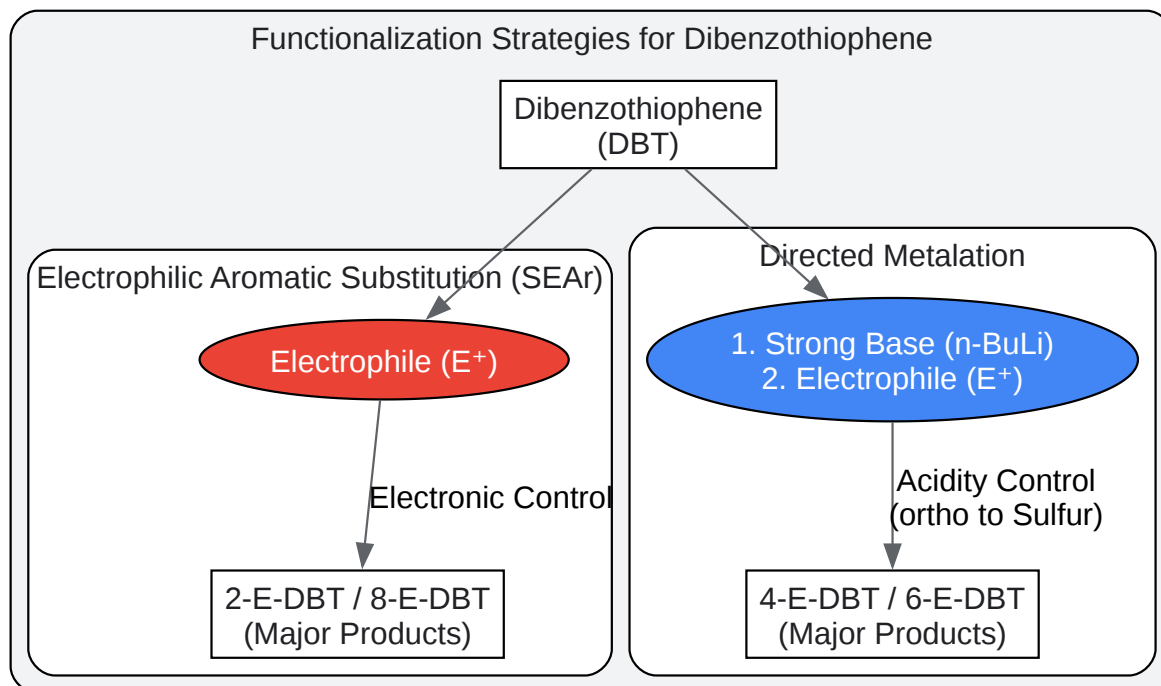 Functionalization Strategies for Dibenzothiophene
Dibenzothiophene
(DBT)
Electrophilic Aromatic Substitution (SEAr)
Electrophile (E⁺)
Electronic Control
2-E-DBT / 8-E-DBT
(Major Products)
Directed Metalation
1. Strong Base (n-BuLi)
2. Electrophile (E⁺)
Acidity Control
(ortho to Sulfur)
4-E-DBT / 6-E-DBT
(Major Products)